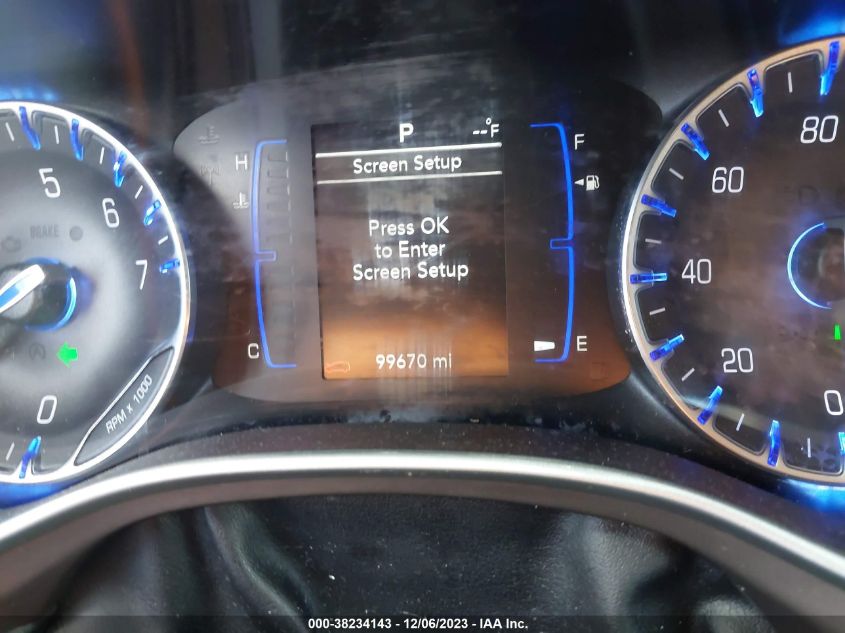 P --°F
Screen Setup
Press OK
to Enter
Screen Setup
99670 mi
H
C
F
E
5
6
7
0
RPM x 1000
BRAKE
80
60
40
20
0
000-38234143 - 12/06/2023 - IAA Inc.